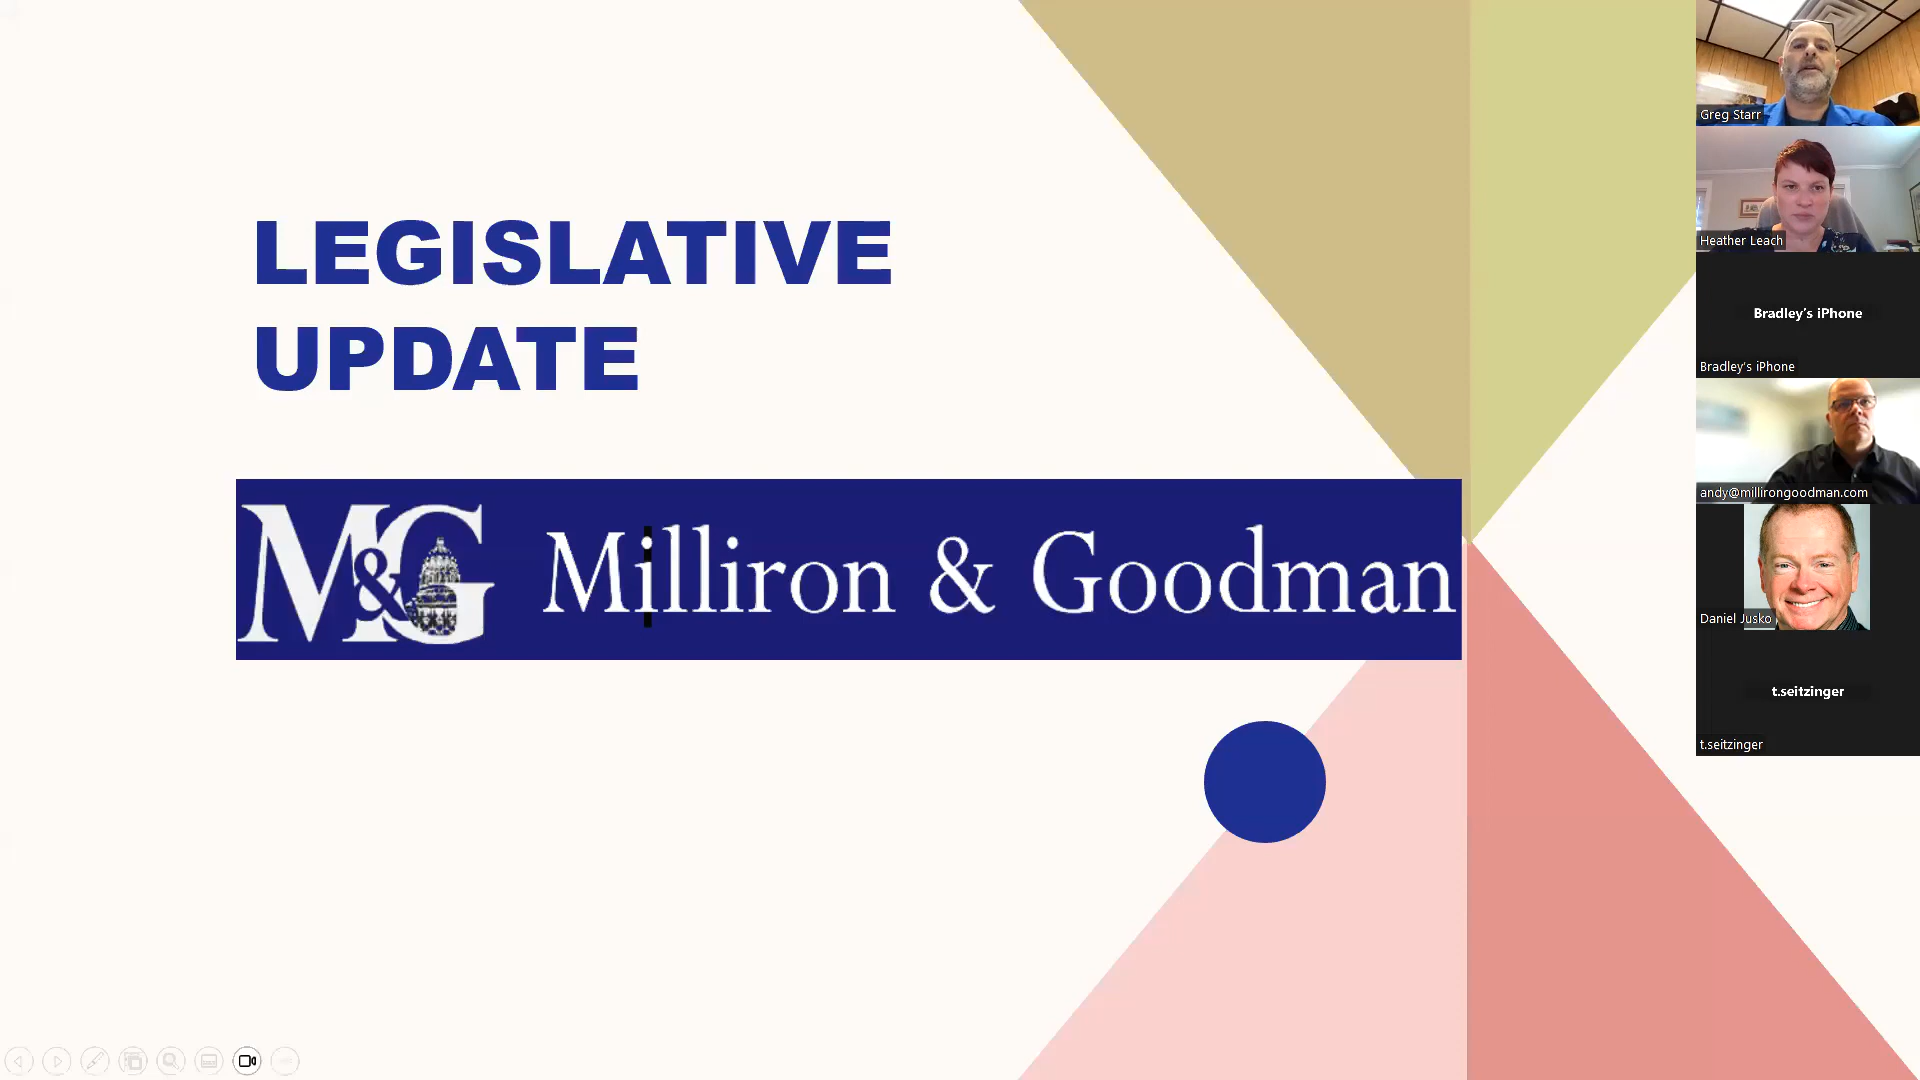 LEGISLATIVE
UPDATE
M&G Milliron & Goodman
Greg Starr
Heather Leach
Bradley's iPhone
Bradley's iPhone
andy@millirongoodman.com
Daniel Jusko
t.seitzinger
t.seitzinger